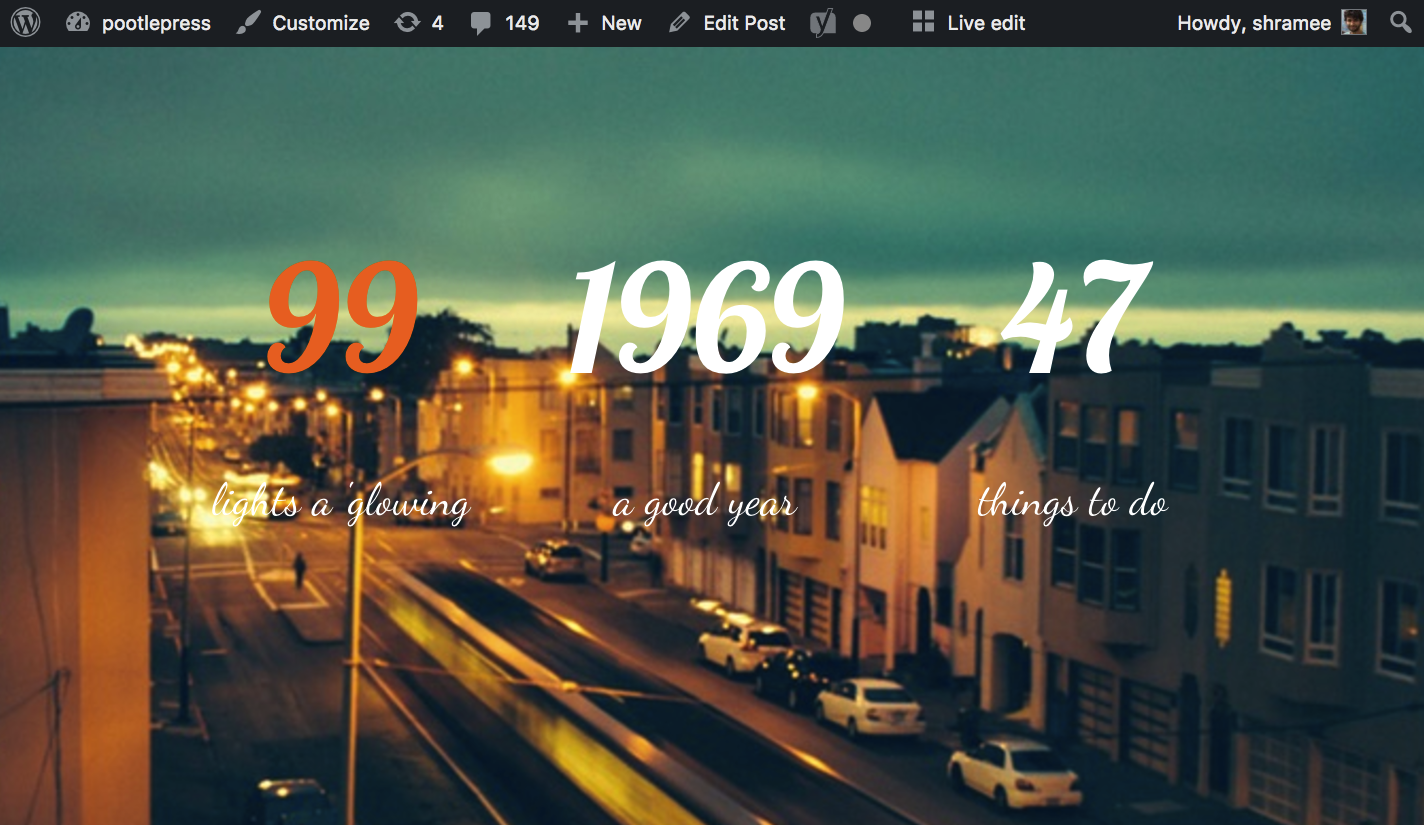 pootlepress Customize 4 149 New Edit Post Live edit Howdy, shramee
99 1969 47
lights a 'glowing a good year things to do